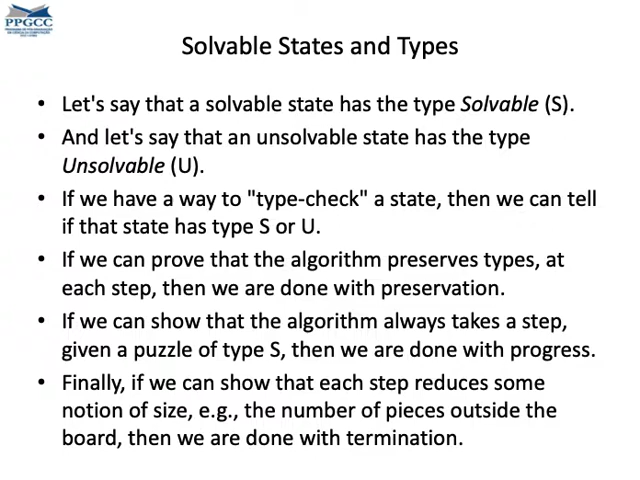 PPGCC
Solvable States and Types
• Let's say that a solvable state has the type Solvable (S).
• And let's say that an unsolvable state has the type
Unsolvable (U).
• If we have a way to "type-check" a state, then we can tell
if that state has type S or U.
• If we can prove that the algorithm preserves types, at
each step, then we are done with preservation.
• If we can show that the algorithm always takes a step,
given a puzzle of type S, then we are done with progress.
• Finally, if we can show that each step reduces some
notion of size, e.g., the number of pieces outside the
board, then we are done with termination.